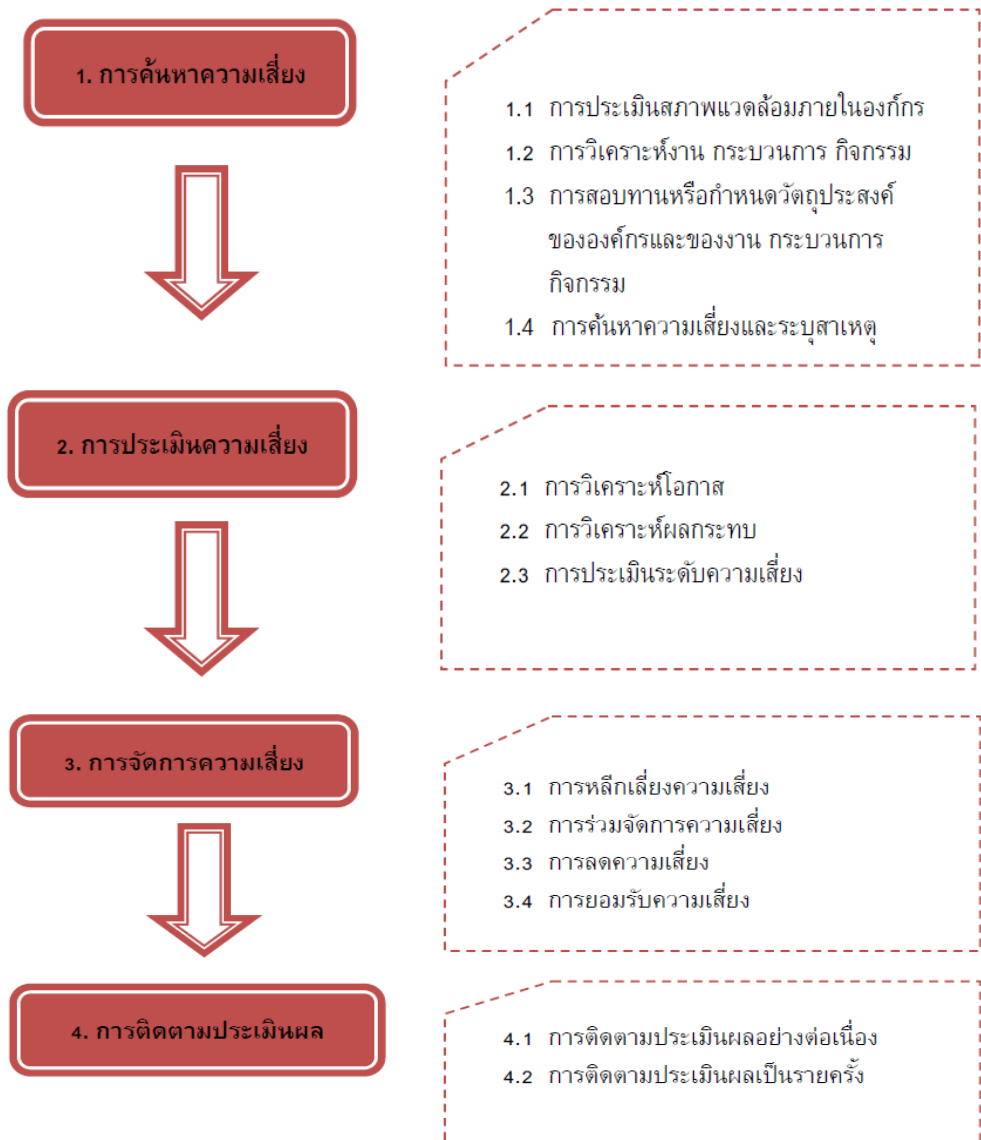 1. การค้นหาความเสี่ยง
1.1 การประเมินสภาพแวดล้อมภายในองก์กร
1.2 การวิเคราะห์งาน กระบวนการ กิจกรรม
1.3 การสอบทานหรือกำหนดวัตถุประสงค์
ขององค์กรและของงาน กระบวนการ
กิจกรรม
1.4 การค้นหาความเสี่ยงและระบุสาเหตุ
2. การประเมินความเสี่ยง
2.1 การวิเคราะห์โอกาส
2.2 การวิเคราะห์ผลกระทบ
2.3 การประเมินระดับความเสี่ยง
3. การจัดการความเสี่ยง
3.1 การหลีกเลี่ยงความเสี่ยง
3.2 การร่วมจัดการความเสี่ยง
3.3 การลดความเสี่ยง
3.4 การยอมรับความเสี่ยง
4. การติดตามประเมินผล
4.1 การติดตามประเมินผลอย่างต่อเนื่อง
4.2 การติดตามประเมินผลเป็นรายครั้ง